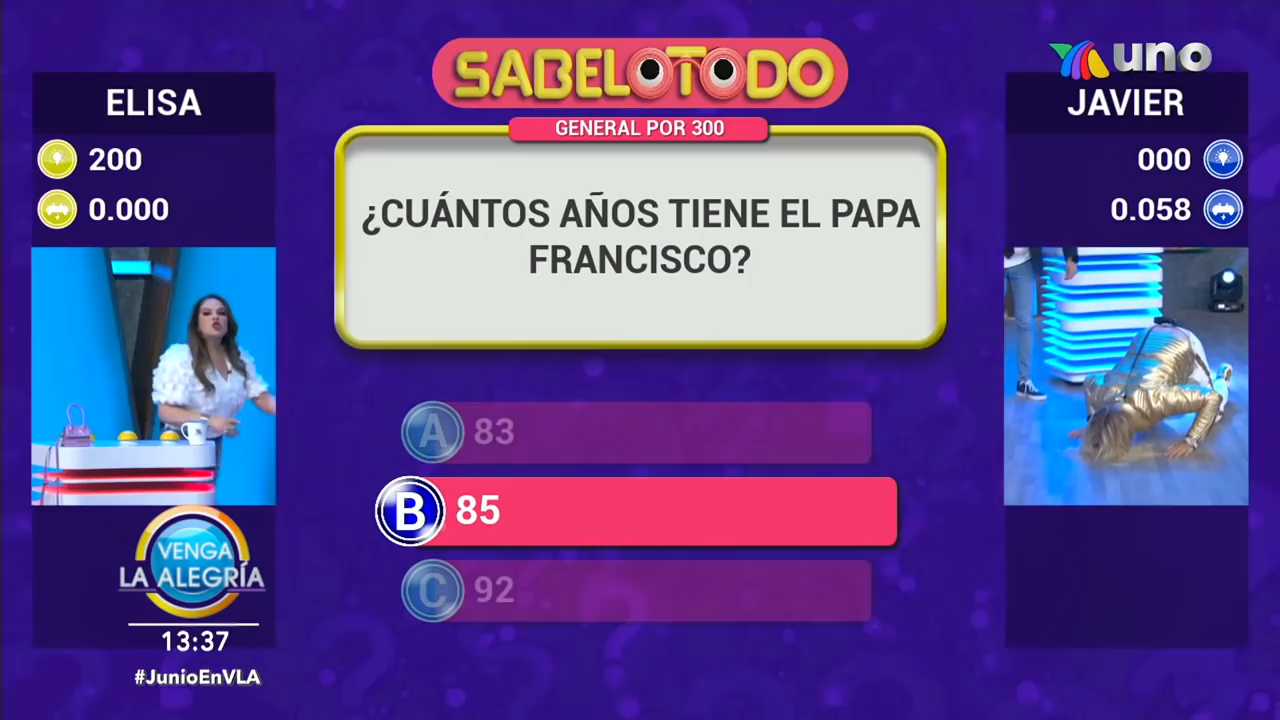 SABELOTODO
uno
ELISA
GENERAL POR 300
JAVIER
200
000
0.000
0.058
¿CUÁNTOS AÑOS TIENE EL PAPA
FRANCISCO?
A 83
B 85
C 92
VENGA
LA ALEGRÍA
13:37
#JunioEnVLA